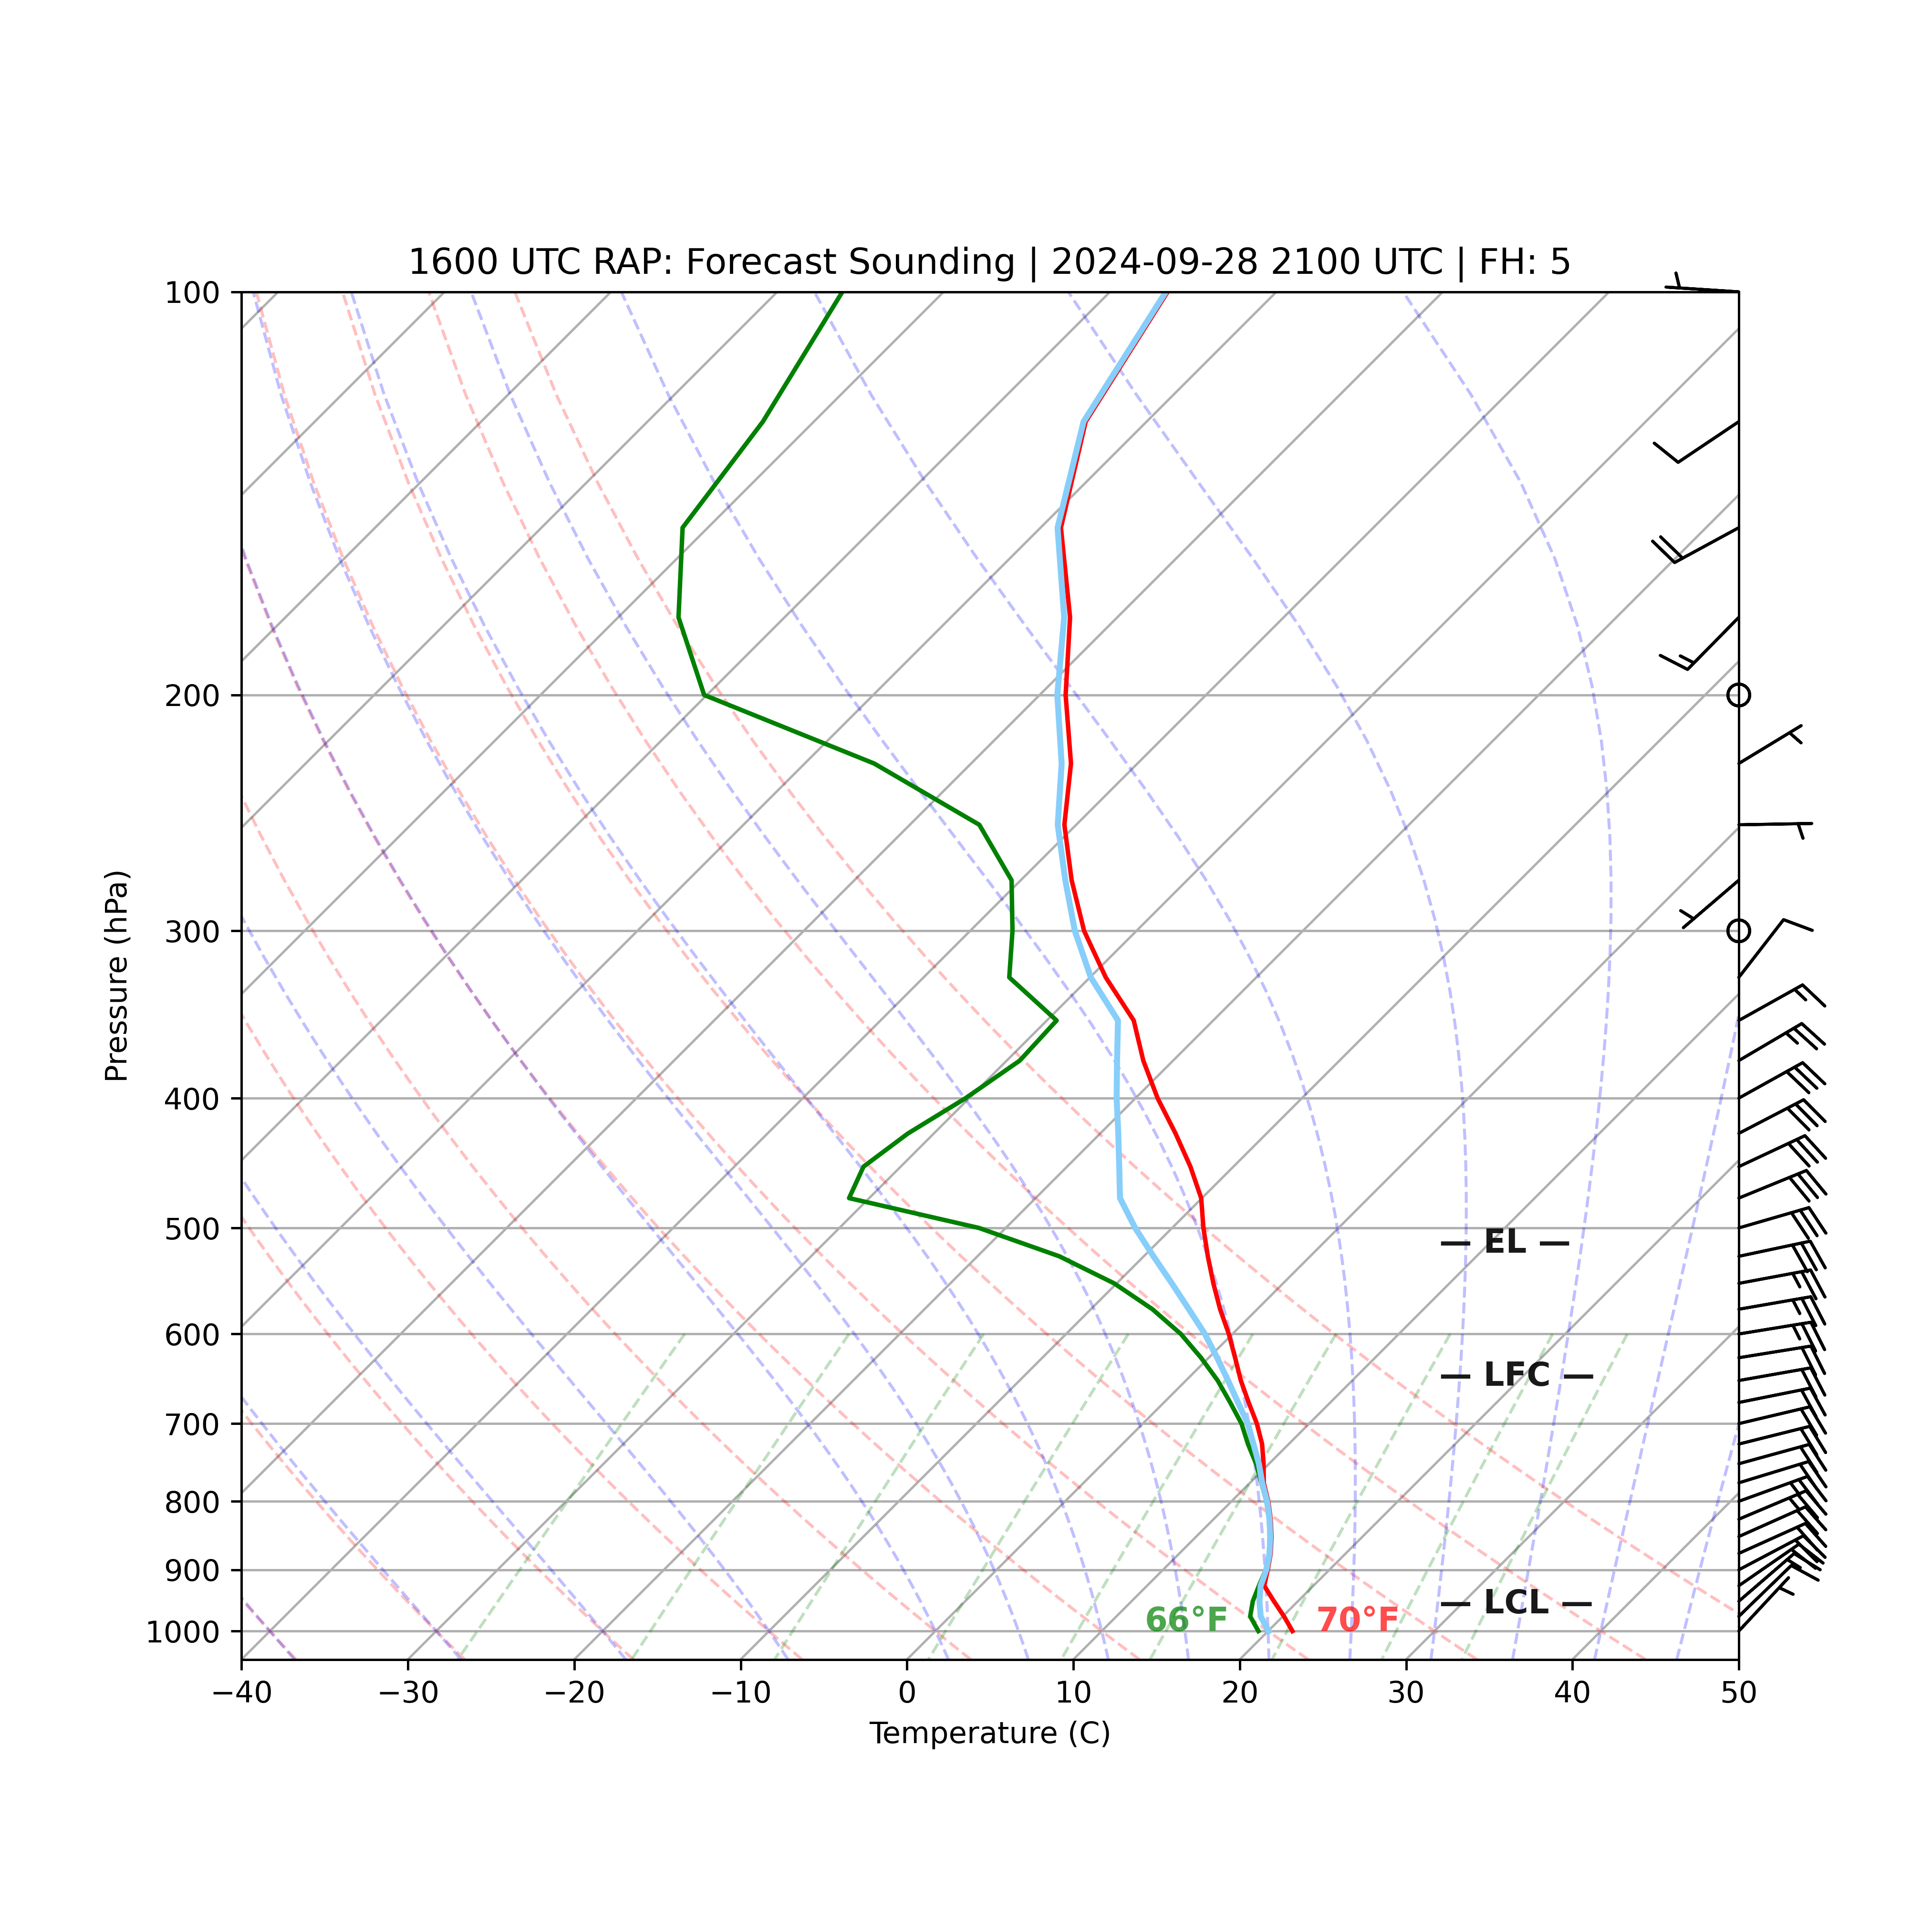 1600 UTC RAP: Forecast Sounding | 2024-09-28 2100 UTC | FH: 5
100
200
300
400
500
600
700
800
900
1000
Pressure (hPa)
— EL —
— LFC —
— LCL —
66°F 70°F
−40 −30 −20 −10 0 10 20 30 40 50
Temperature (C)